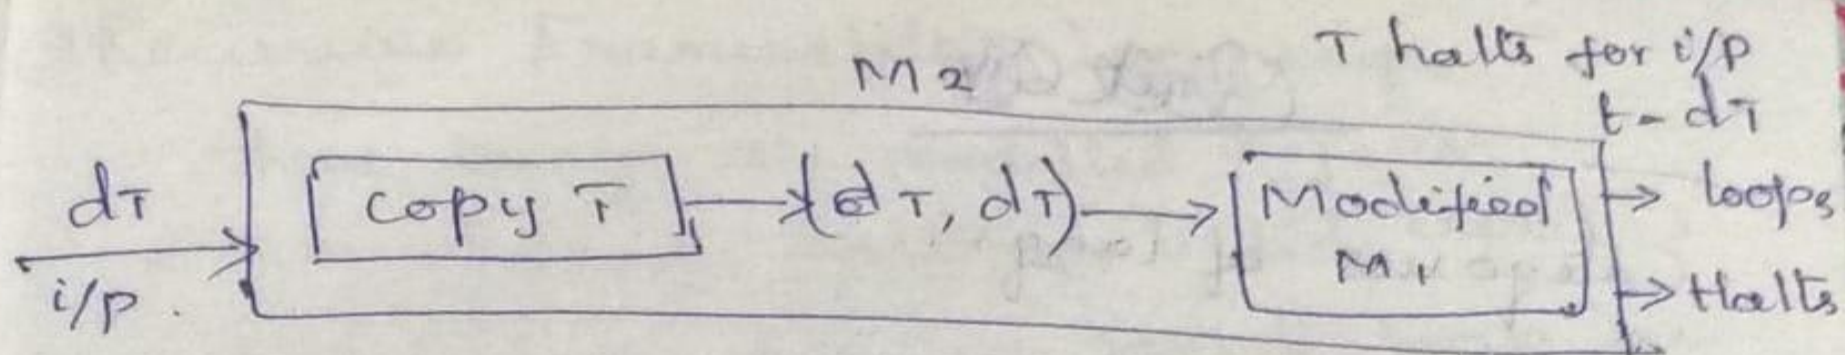 T halts for i/p
M2
t - dT
dT
copy T
(dT, dT)
Modified
M1
loops
i/p.
Halts